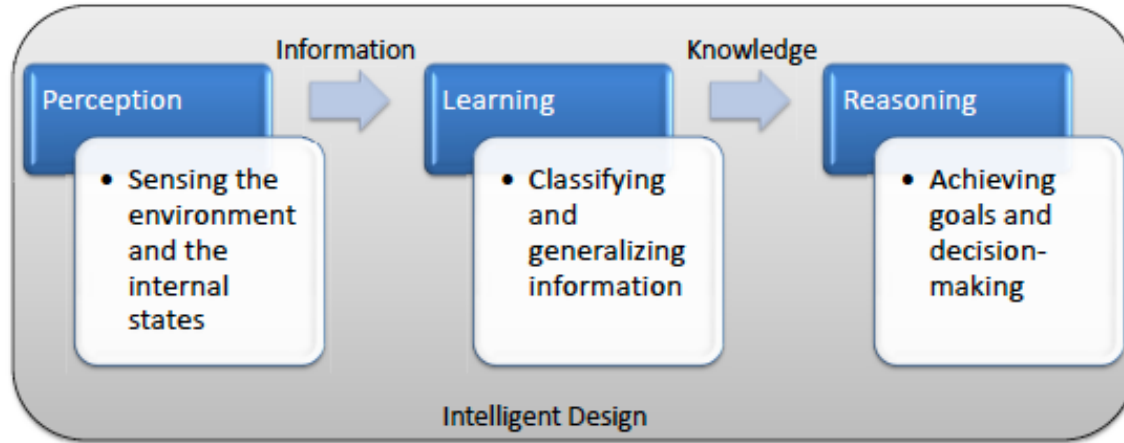 Information
Knowledge
Perception
Learning
Reasoning
• Sensing the
environment
and the
internal
states
• Classifying
and
generalizing
information
• Achieving
goals and
decision-
making
Intelligent Design